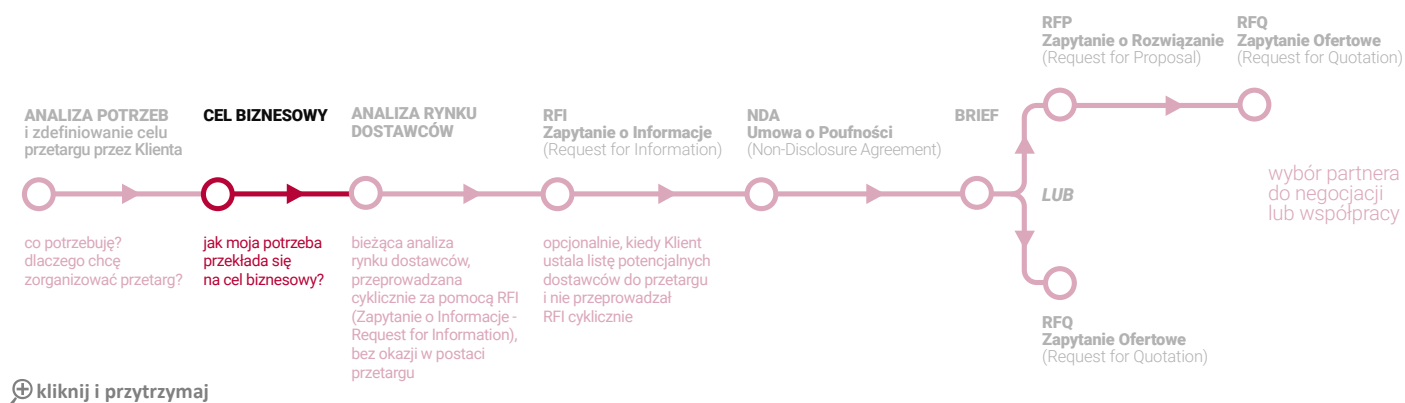 RFP
Zapytanie o Rozwiązanie
(Request for Proposal)
RFQ
Zapytanie Ofertowe
(Request for Quotation)
ANALIZA POTRZEB
i zdefiniowanie celu
przetargu przez Klienta
CEL BIZNESOWY
ANALIZA RYNKU
DOSTAWCÓW
RFI
Zapytanie o Informacje
(Request for Information)
NDA
Umowa o Poufności
(Non-Disclosure Agreement)
BRIEF
LUB
wybór partnera
do negocjacji
lub współpracy
co potrzebuję?
dlaczego chcę
zorganizować przetarg?
jak moja potrzeba
przekłada się
na cel biznesowy?
bieżąca analiza
rynku dostawców,
przeprowadzana
cyklicznie za pomocą RFI
(Zapytanie o Informacje -
Request for Information),
bez okazji w postaci
przetargu
opcjonalnie, kiedy Klient
ustala listę potencjalnych
dostawców do przetargu
i nie przeprowadzał
RFI cyklicznie
RFQ
Zapytanie Ofertowe
(Request for Quotation)
kliknij i przytrzymaj